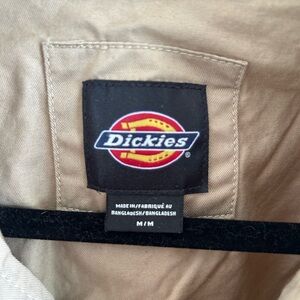 Dickies
®
MADE IN/FABRIQUÉ AU
BANGLADESH/BANGLADESH
M/M